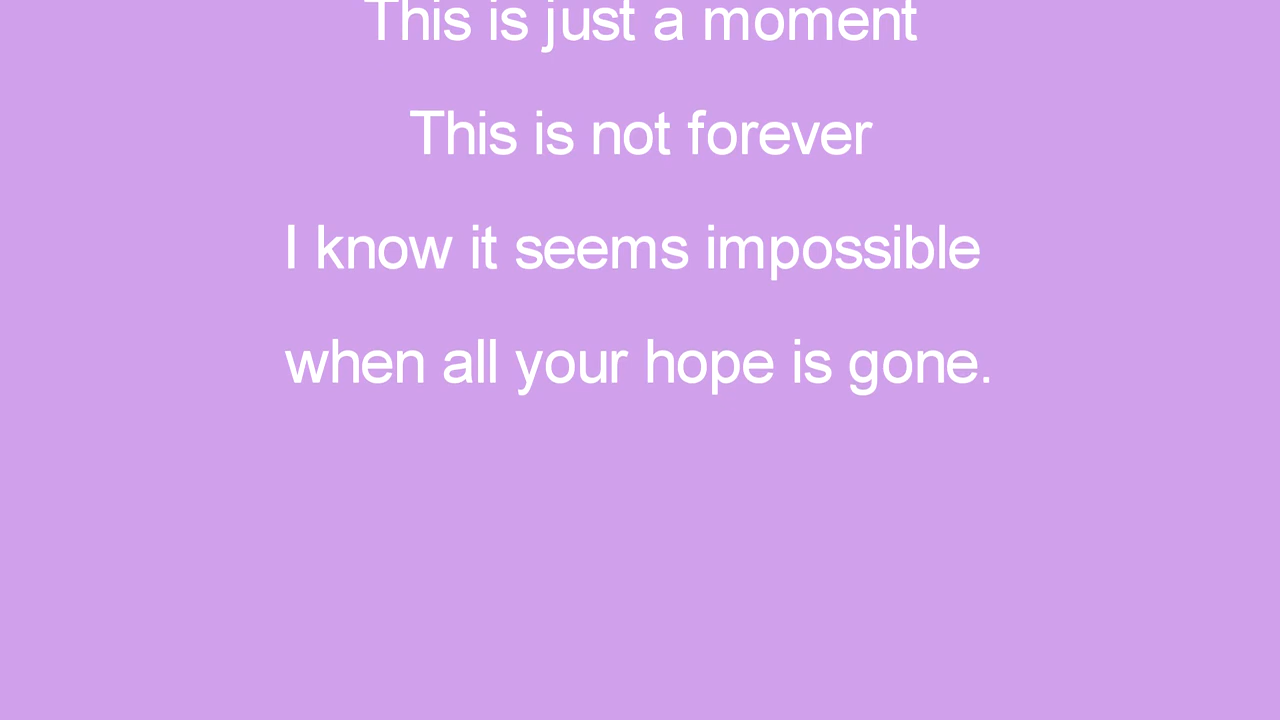 This is just a moment
This is not forever
I know it seems impossible
when all your hope is gone.